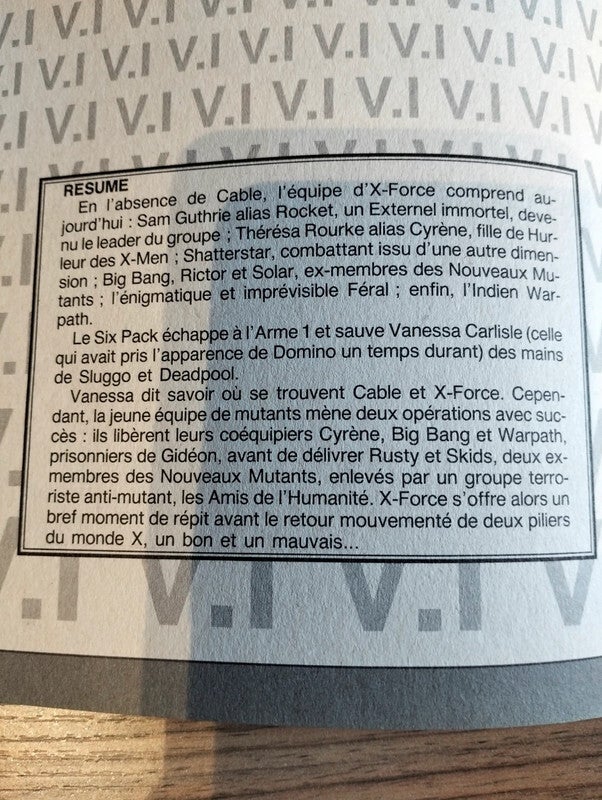 V.I V.I V.I V.I V.I V.I
V.I V.I V.I V.I V.I V.I
V.I V.I V.I V.I V.I V.I
RESUME
En l'absence de Cable, l'équipe d'X-Force comprend au-
jourd'hui : Sam Guthrie alias Rocket, un Externel immortel, deve-
nu le leader du groupe ; Thérésa Rourke alias Cyrène, fille de Hur-
leur des X-Men ; Shatterstar, combattant issu d'une autre dimen-
sion ; Big Bang, Rictor et Solar, ex-membres des Nouveaux Mu-
tants ; l'énigmatique et imprévisible Féral ; enfin, l'Indien War-
path.
Le Six Pack échappe à l'Arme 1 et sauve Vanessa Carlisle (celle
qui avait pris l'apparence de Domino un temps durant) des mains
de Sluggo et Deadpool.
Vanessa dit savoir où se trouvent Cable et X-Force. Cepen-
dant, la jeune équipe de mutants mène deux opérations avec suc-
cès : ils libèrent leurs coéquipiers Cyrène, Big Bang et Warpath,
prisonniers de Gidéon, avant de délivrer Rusty et Skids, deux ex-
membres des Nouveaux Mutants, enlevés par un groupe terro-
riste anti-mutant, les Amis de l'Humanité. X-Force s'offre alors un
bref moment de répit avant le retour mouvementé de deux piliers
du monde X, un bon et un mauvais...
V.I V.I V.I V.I V